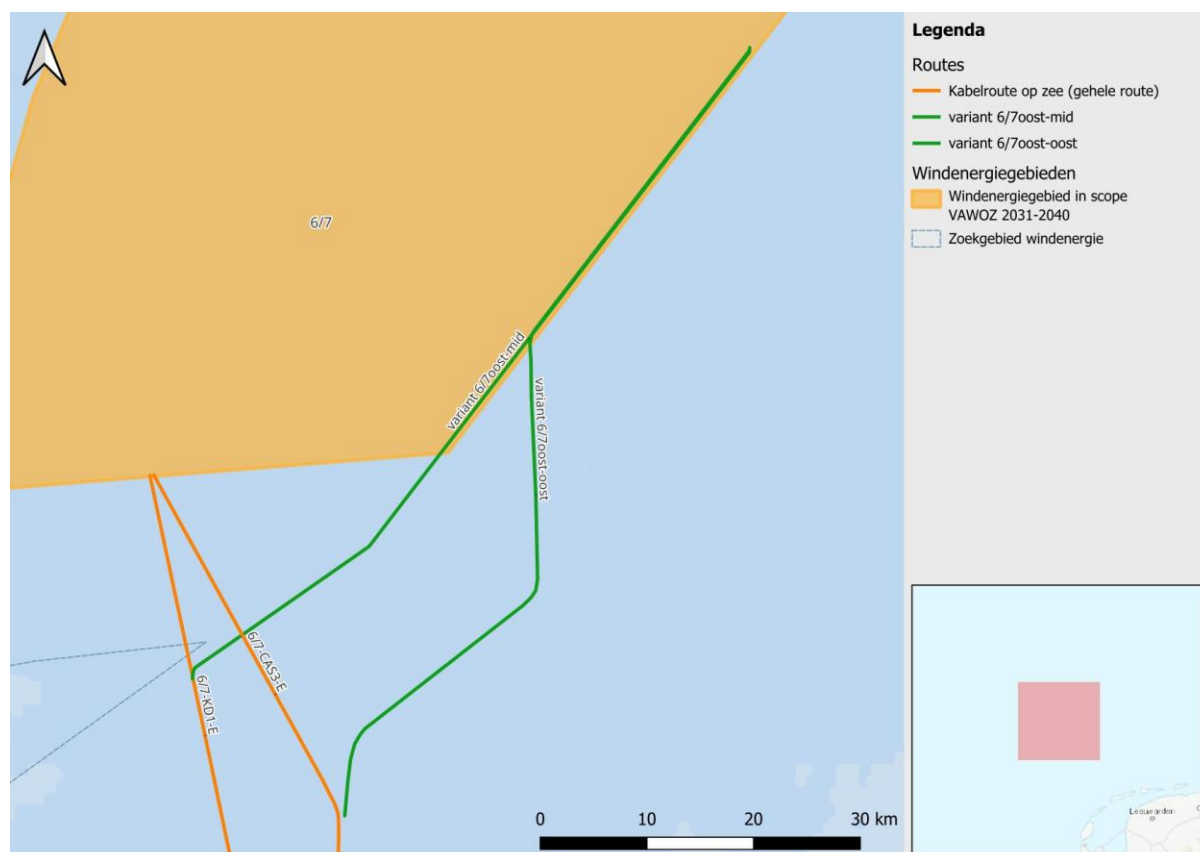 6/7
variant 6/7oost-mid
variant 6/7oost-oost
6/7-CAS3-E
6/7-KD1-E
0 10 20 30 km
Legenda
Routes
Kabelroute op zee (gehele route)
variant 6/7oost-mid
variant 6/7oost-oost
Windenergiegebieden
Windenergiegebied in scope
VAWOZ 2031-2040
Zoekgebied windenergie
Leeuwarden